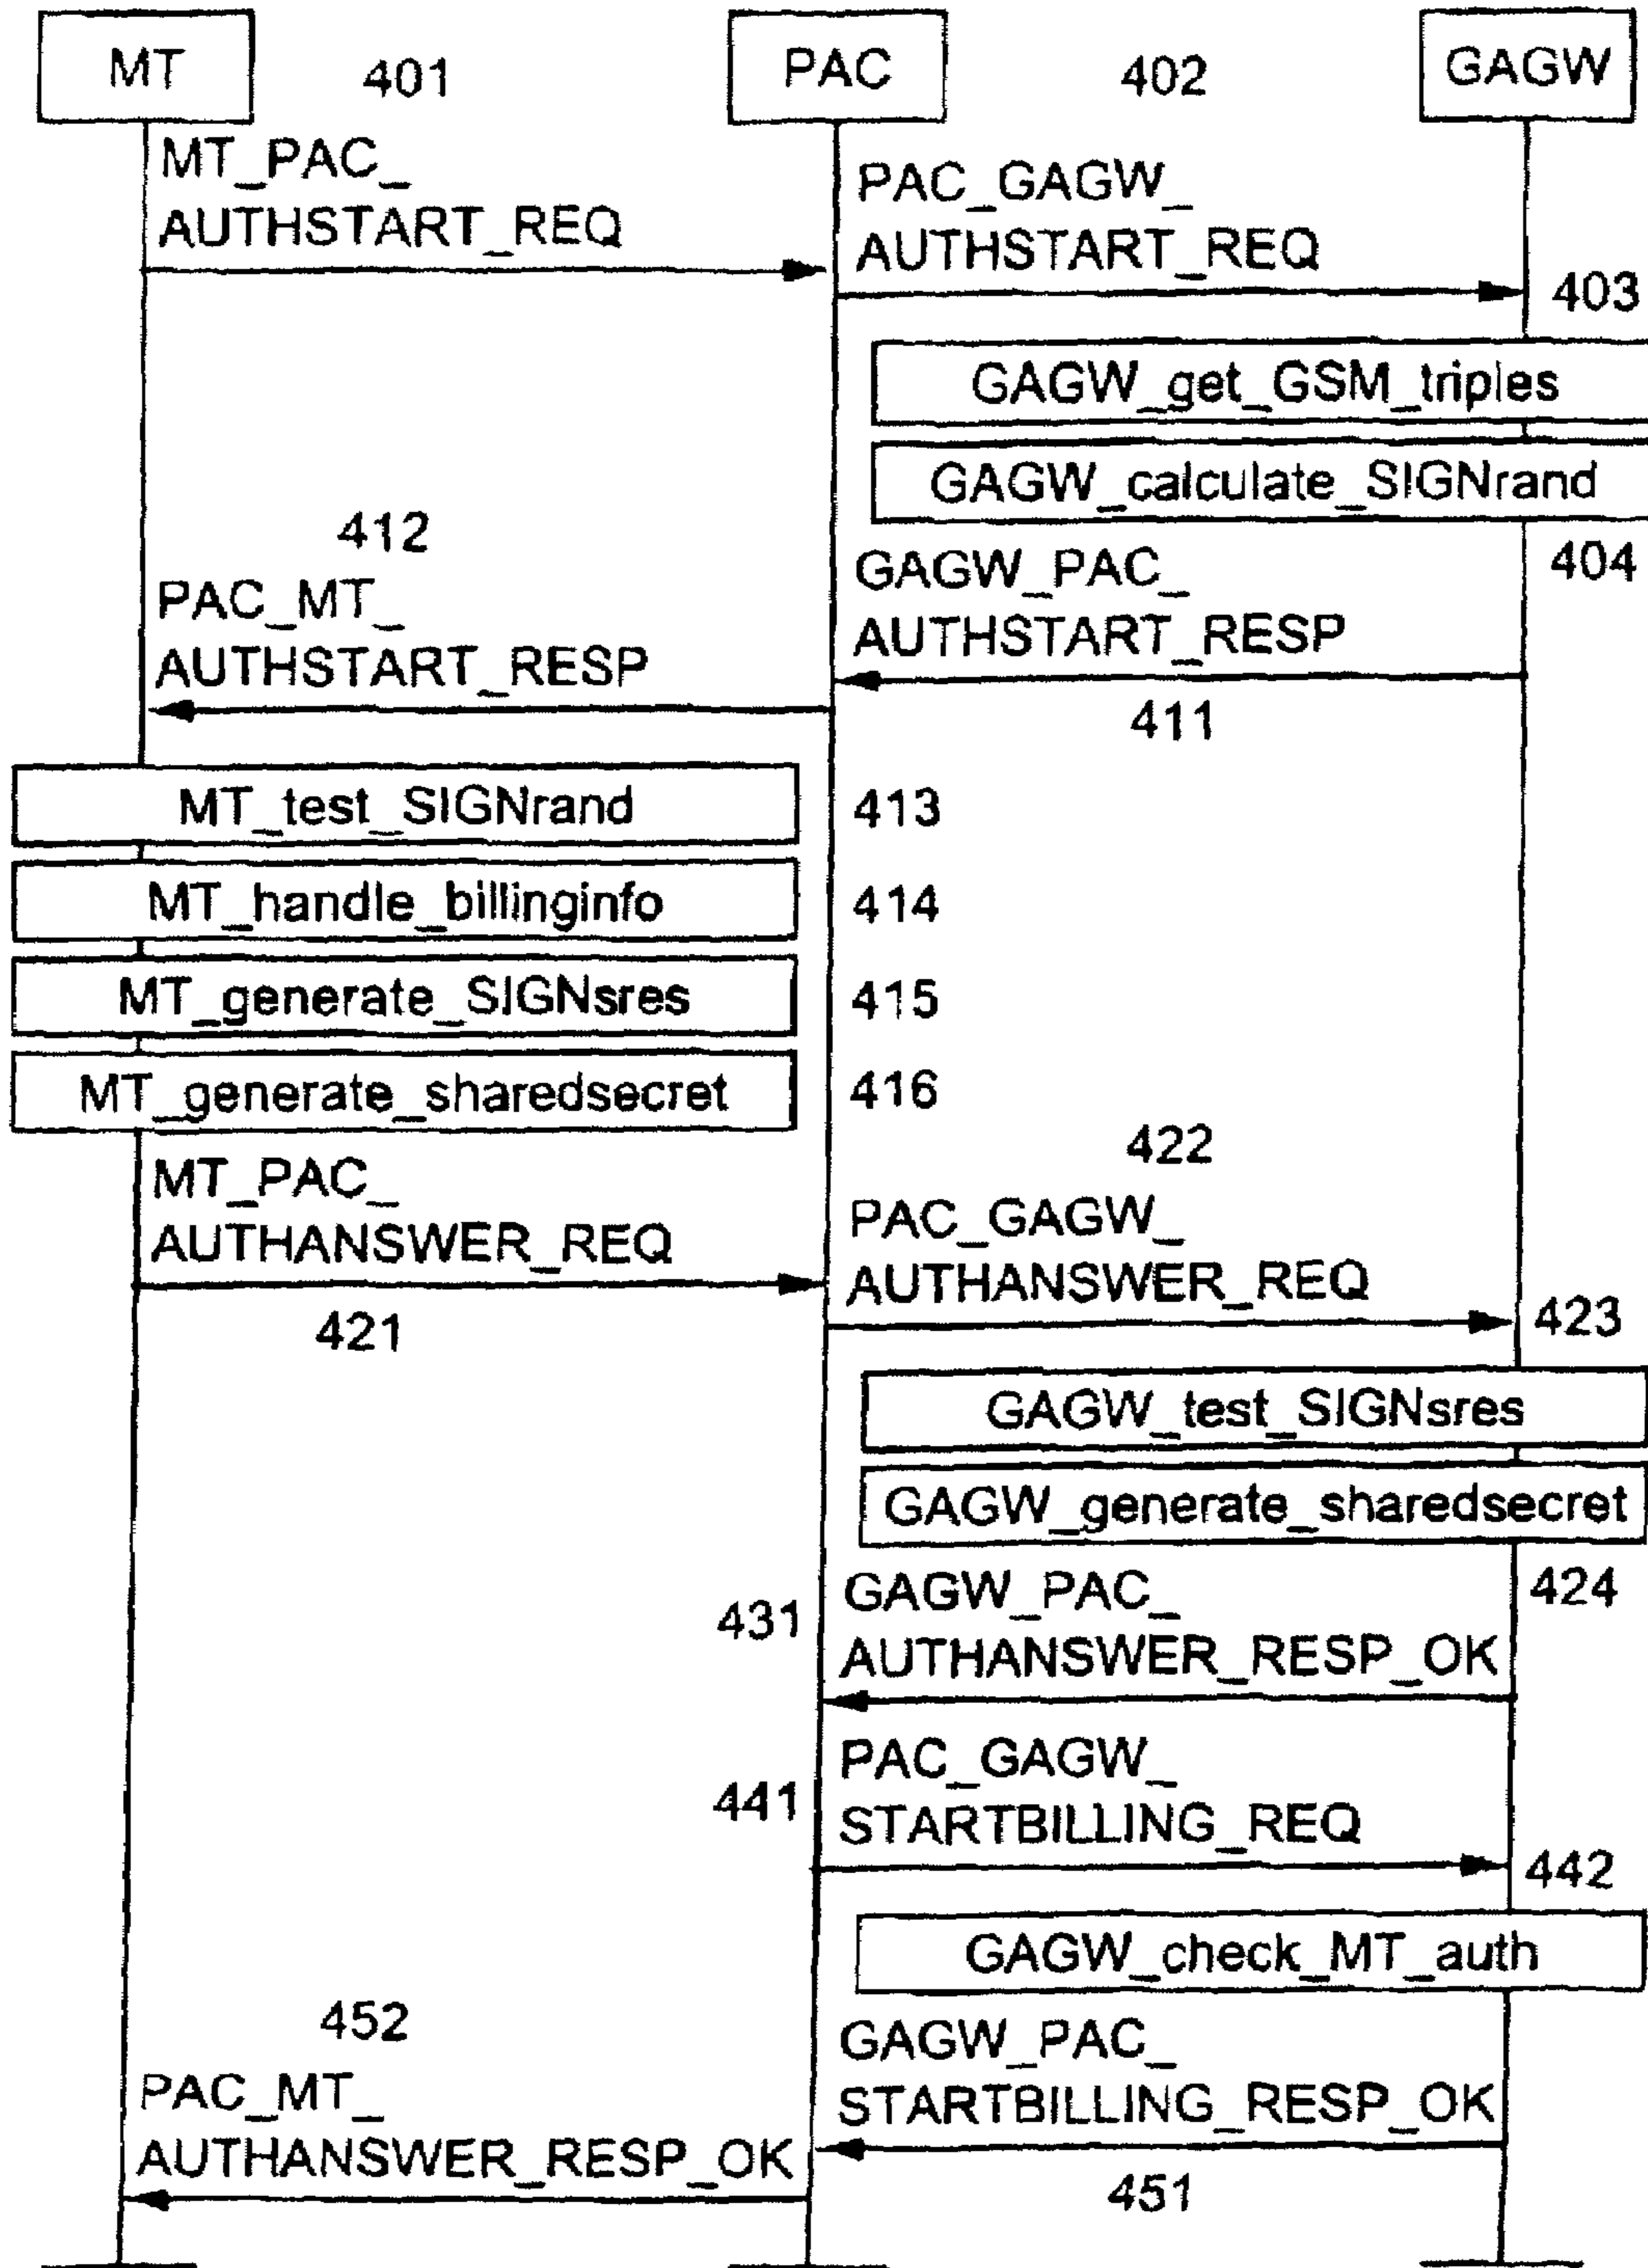 MT
401
PAC
402
GAGW
MT_PAC_
AUTHSTART_REQ
PAC_GAGW_
AUTHSTART_REQ
403
GAGW_get_GSM_triples
GAGW_calculate_SIGNrand
404
412
PAC_MT_
AUTHSTART_RESP
GAGW_PAC_
AUTHSTART_RESP
411
MT_test_SIGNrand
413
MT_handle_billinginfo
414
MT_generate_SIGNsres
415
MT_generate_sharedsecret
416
MT_PAC_
AUTHANSWER_REQ
421
422
PAC_GAGW_
AUTHANSWER_REQ
423
GAGW_test_SIGNsres
GAGW_generate_sharedsecret
424
431
GAGW_PAC_
AUTHANSWER_RESP_OK
441
PAC_GAGW_
STARTBILLING_REQ
442
GAGW_check_MT_auth
452
PAC_MT_
AUTHANSWER_RESP_OK
GAGW_PAC_
STARTBILLING_RESP_OK
451